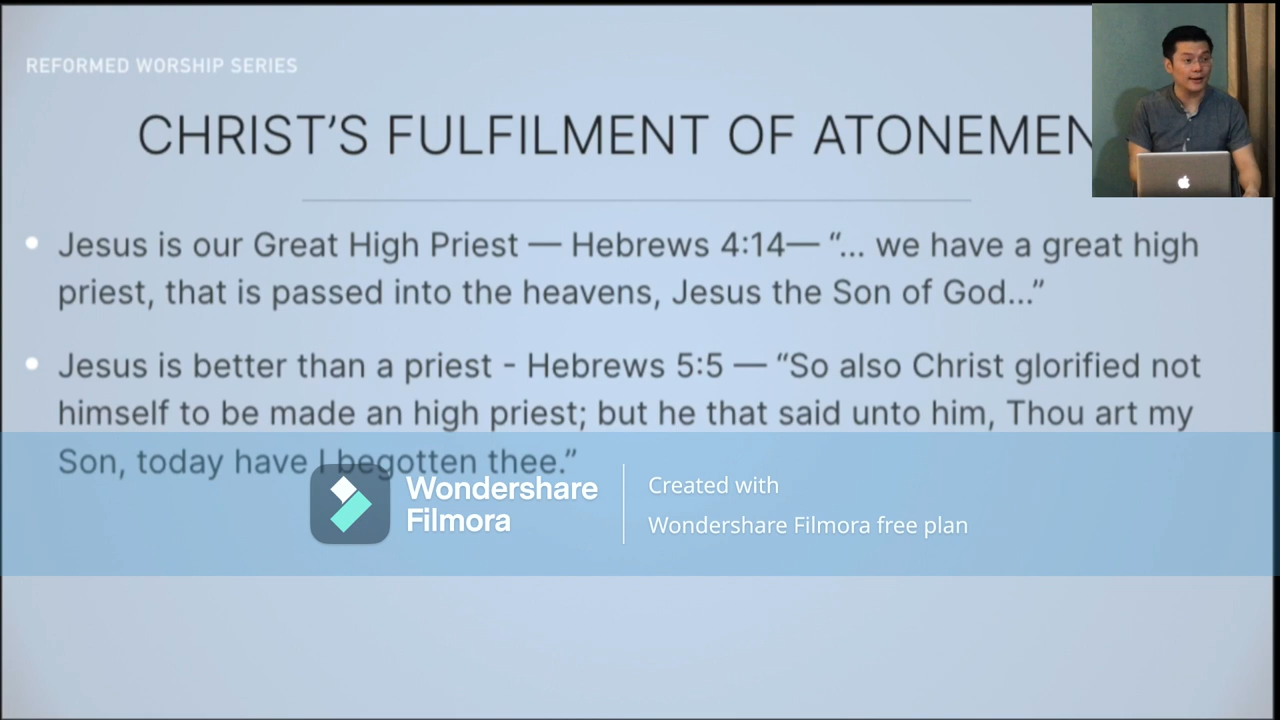 REFORMED WORSHIP SERIES
CHRIST’S FULFILMENT OF ATONEMEN
Jesus is our Great High Priest — Hebrews 4:14— “... we have a great high
priest, that is passed into the heavens, Jesus the Son of God...”
Jesus is better than a priest - Hebrews 5:5 — “So also Christ glorified not
himself to be made an high priest; but he that said unto him, Thou art my
Son, today have I begotten thee.”
Wondershare
Filmora
Created with
Wondershare Filmora free plan